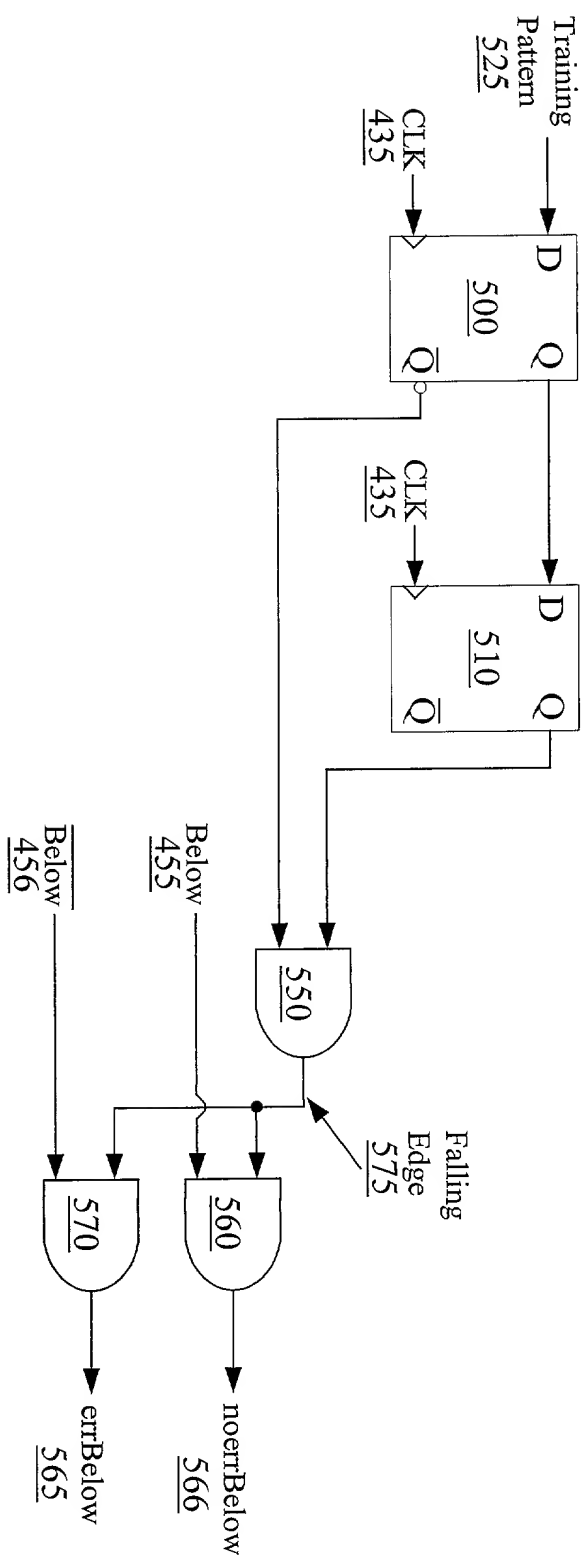 Training
Pattern
525
CLK
435
D
Q
500
Q̅
CLK
435
D
Q
510
Q̅
550
Falling
Edge
575
Below
455
B̅e̅l̅o̅w̅
456
560
570
noerrBelow
566
errBelow
565